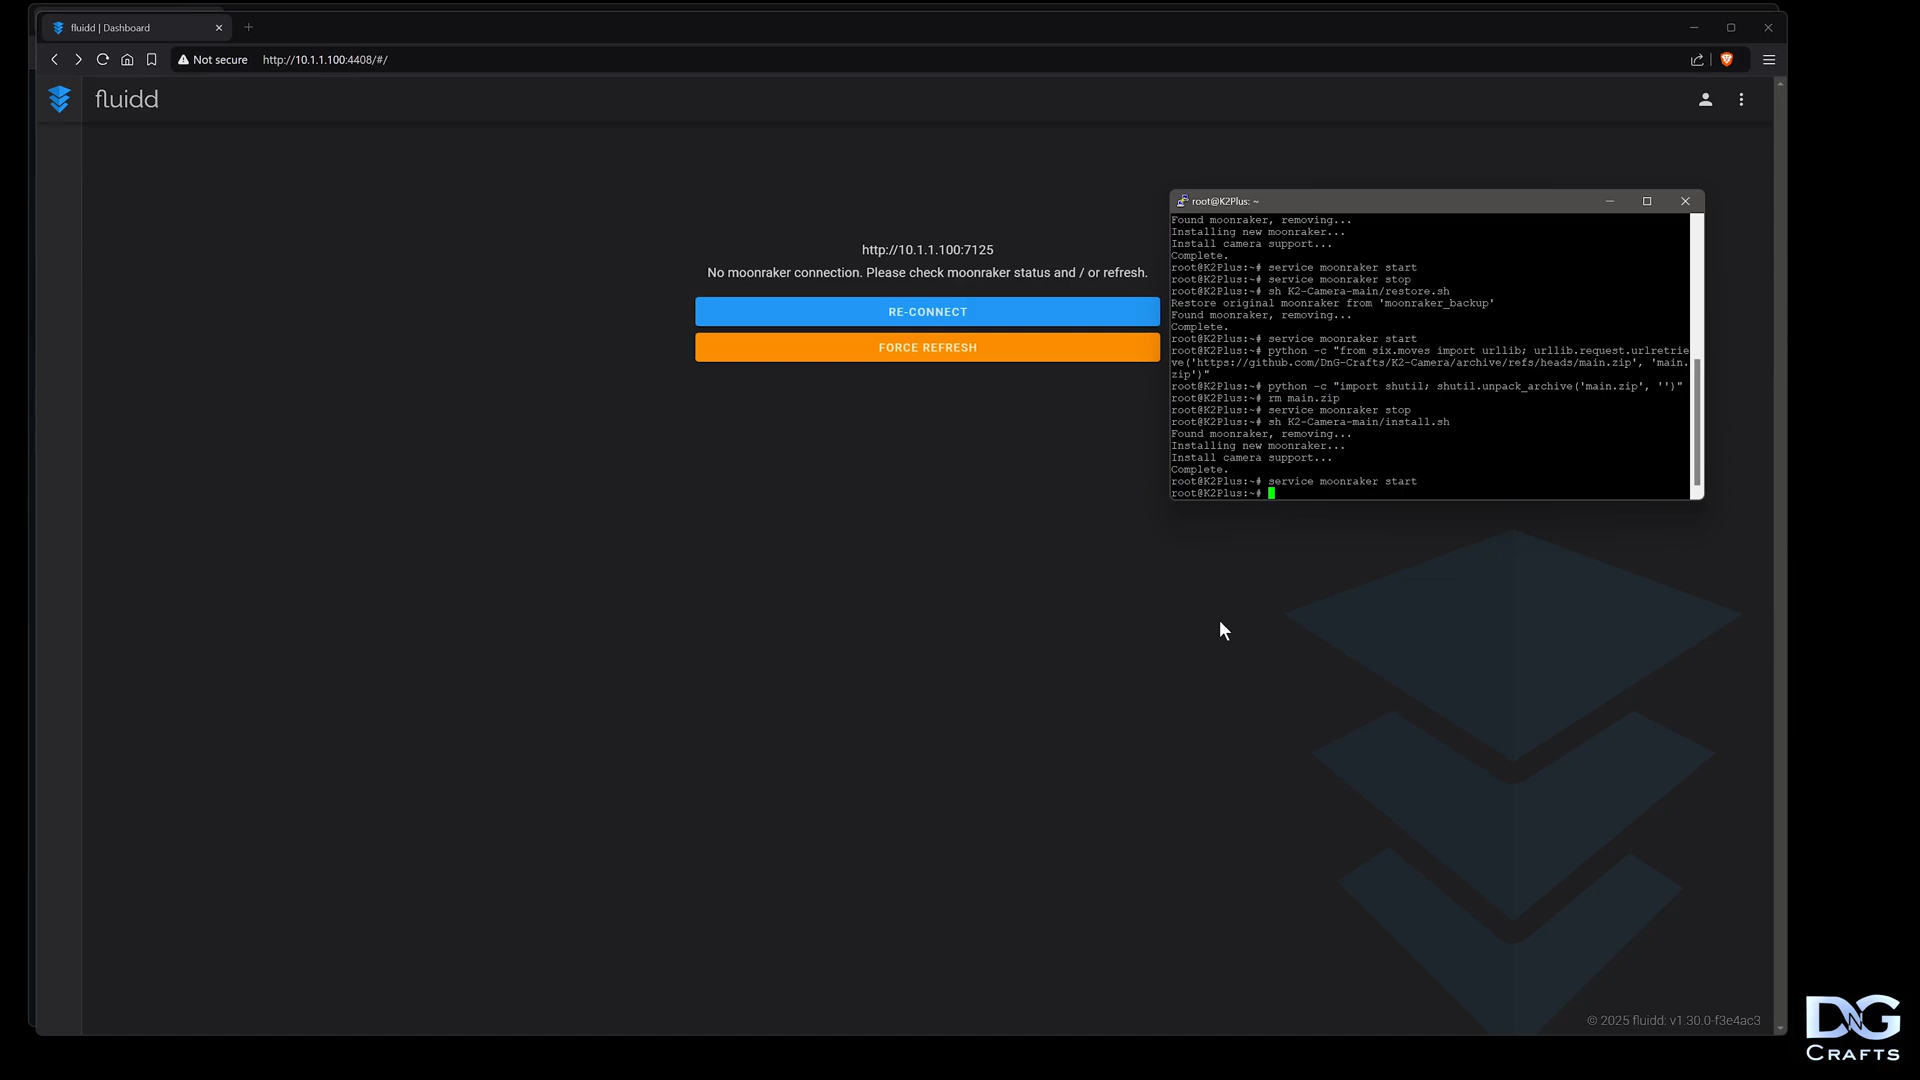 fluidd | Dashboard
Not secure
http://10.1.1.100:4408/#/
fluidd
http://10.1.1.100:7125
No moonraker connection. Please check moonraker status and / or refresh.
RE-CONNECT
FORCE REFRESH
root@K2Plus: ~
Found moonraker, removing...
Installing new moonraker...
Install camera support...
Complete.
root@K2Plus:~# service moonraker start
root@K2Plus:~# service moonraker stop
root@K2Plus:~# sh K2-Camera-main/restore.sh
Restore original moonraker from 'moonraker_backup'
Found moonraker, removing...
Complete.
root@K2Plus:~# service moonraker start
root@K2Plus:~# python -c "from six.moves import urllib; urllib.request.urlretrie
ve('https://github.com/DnG-Crafts/K2-Camera/archive/refs/heads/main.zip', 'main.
zip')"
root@K2Plus:~# python -c "import shutil; shutil.unpack_archive('main.zip', '')"
root@K2Plus:~# rm main.zip
root@K2Plus:~# service moonraker stop
root@K2Plus:~# sh K2-Camera-main/install.sh
Found moonraker, removing...
Installing new moonraker...
Install camera support...
Complete.
root@K2Plus:~# service moonraker start
root@K2Plus:~#
© 2025 fluidd: v1.30.0-f3e4ac3
DnG
CRAFTS